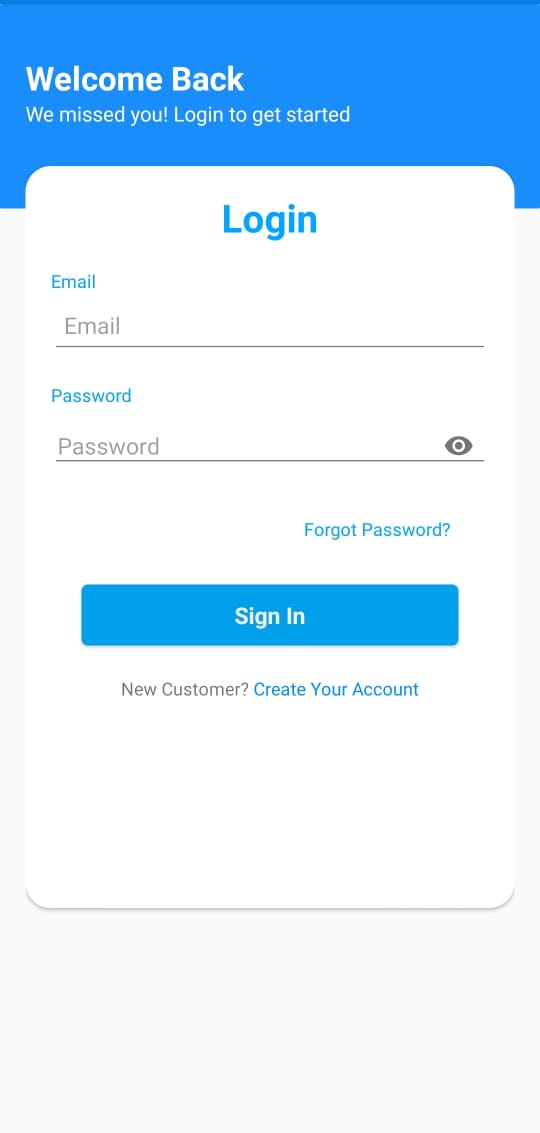 Welcome Back
We missed you! Login to get started
Login
Email
Email
Password
Password
Forgot Password?
Sign In
New Customer? Create Your Account